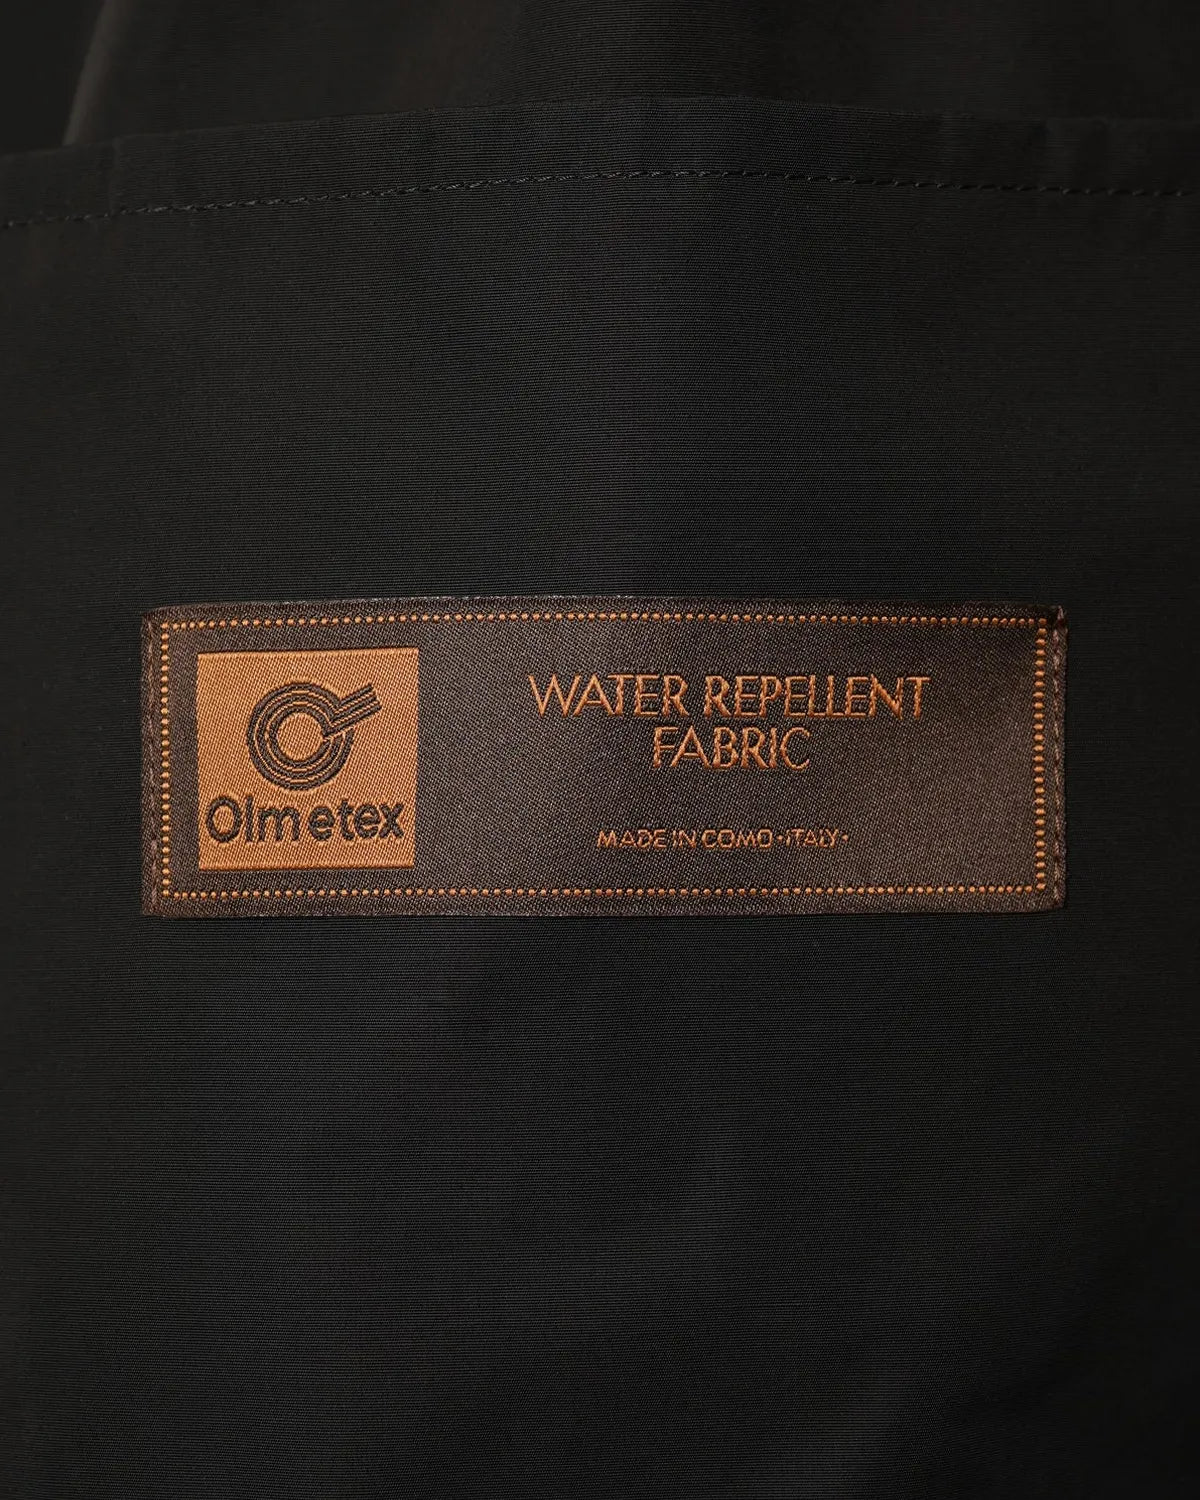 Olmetex
WATER REPELLENT
FABRIC
MADE IN COMO · ITALY ·